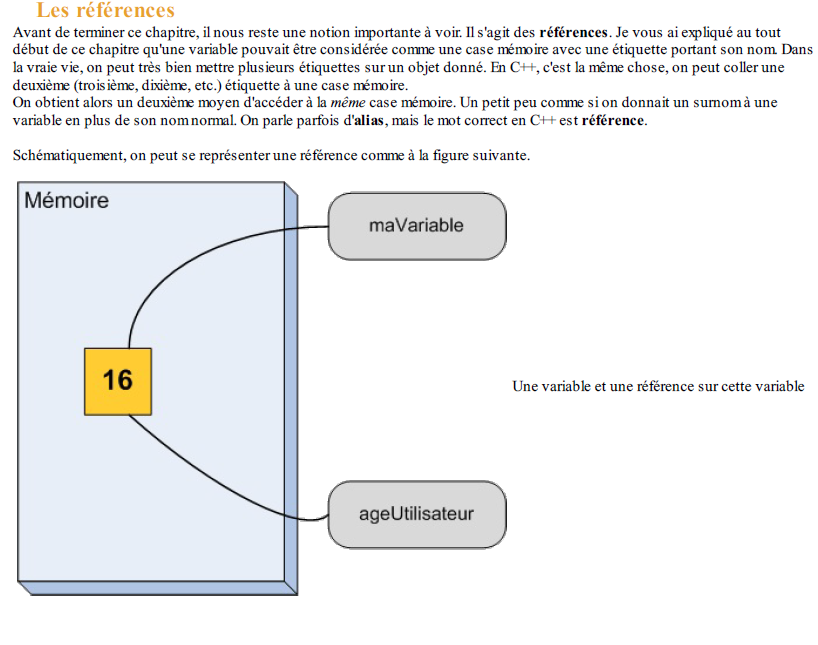 Les références
Avant de terminer ce chapitre, il nous reste une notion importante à voir. Il s'agit des références. Je vous ai expliqué au tout
début de ce chapitre qu'une variable pouvait être considérée comme une case mémoire avec une étiquette portant son nom. Dans
la vraie vie, on peut très bien mettre plusieurs étiquettes sur un objet donné. En C++, c'est la même chose, on peut coller une
deuxième (troisième, dixième, etc.) étiquette à une case mémoire.
On obtient alors un deuxième moyen d'accéder à la même case mémoire. Un petit peu comme si on donnait un surnom à une
variable en plus de son nom normal. On parle parfois d'alias, mais le mot correct en C++ est référence.
Schématiquement, on peut se représenter une référence comme à la figure suivante.
Mémoire
maVariable
16
Une variable et une référence sur cette variable
ageUtilisateur